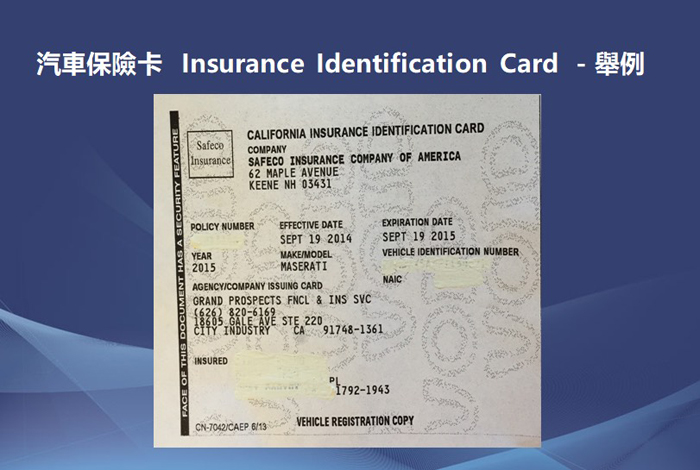 汽車保險卡 Insurance Identification Card - 舉例
Safeco
Insurance
CALIFORNIA INSURANCE IDENTIFICATION CARD
COMPANY
SAFECO INSURANCE COMPANY OF AMERICA
62 MAPLE AVENUE
KEENE NH 03431
POLICY NUMBER EFFECTIVE DATE EXPIRATION DATE
SEPT 19 2014 SEPT 19 2015
YEAR MAKE/MODEL VEHICLE IDENTIFICATION NUMBER
2015 MASERATI
NAIC
AGENCY/COMPANY ISSUING CARD
GRAND PROSPECTS FNCL & INS SVC
(626) 820-6169
18605 GALE AVE STE 220
CITY INDUSTRY CA 91748-1361
INSURED
PL
1792-1943
CN-7042/CAEP 6/13 VEHICLE REGISTRATION COPY
FACE OF THIS DOCUMENT HAS A SECURITY FEATURE